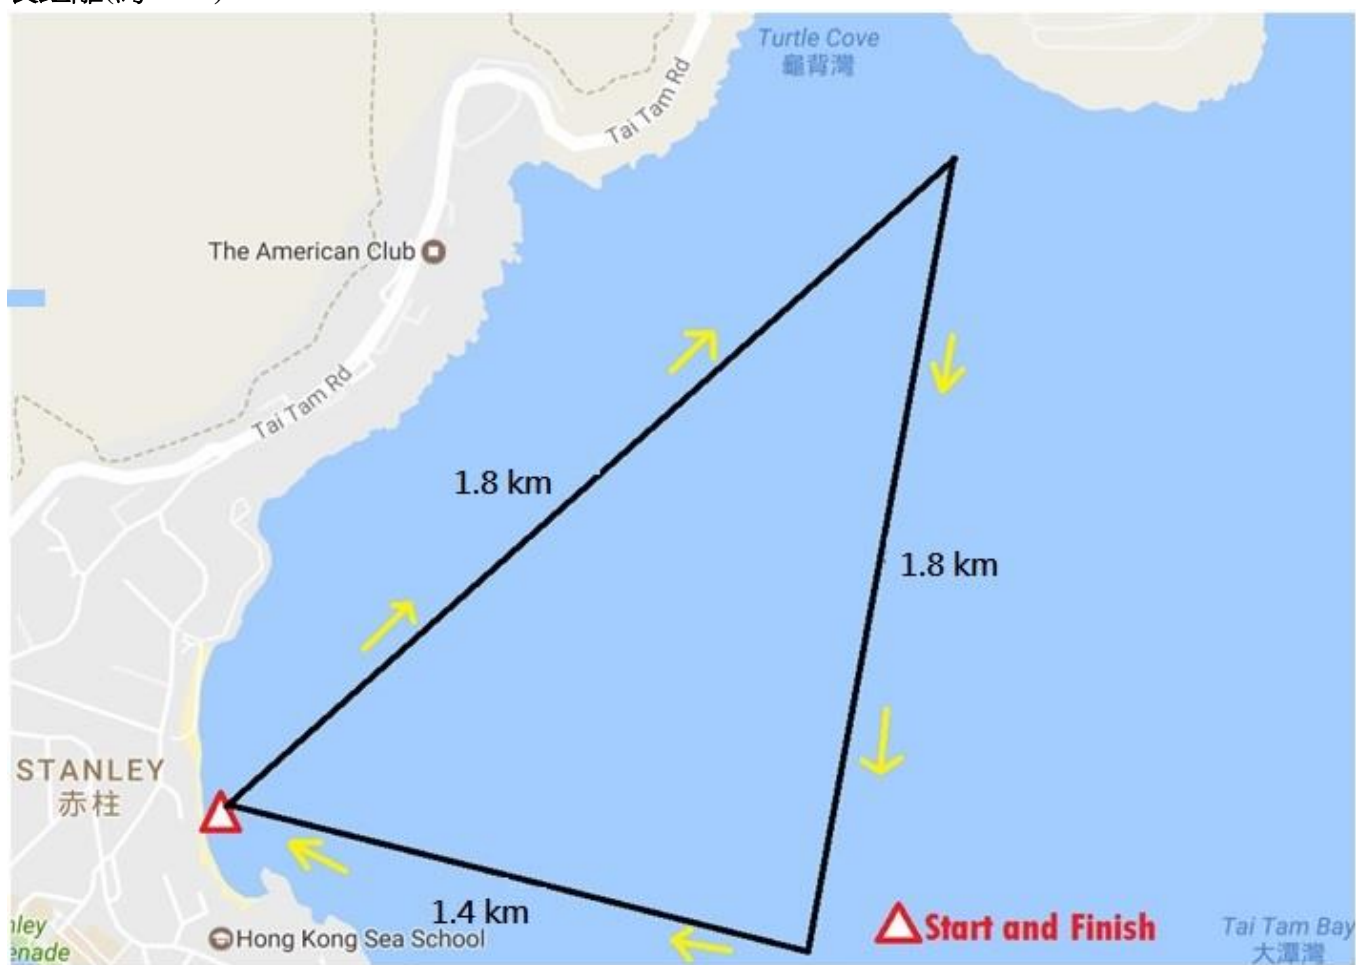 Turtle Cove
龜背灣
Tai Tam Rd
The American Club
Tai Tam Rd
1.8 km
1.8 km
STANLEY
赤柱
1.4 km
Hong Kong Sea School
Start and Finish
Tai Tam Bay
大潭灣